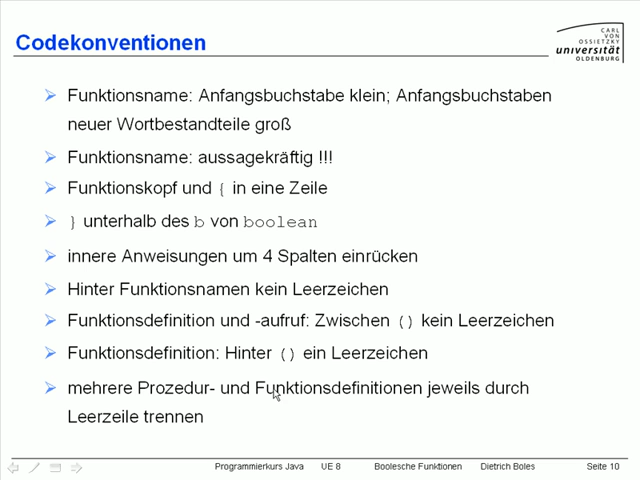 Codekonventionen
CARL
VON
OSSIETZKY
universität
OLDENBURG
Funktionsname: Anfangsbuchstabe klein; Anfangsbuchstaben
neuer Wortbestandteile groß
Funktionsname: aussagekräftig !!!
Funktionskopf und { in eine Zeile
} unterhalb des b von boolean
innere Anweisungen um 4 Spalten einrücken
Hinter Funktionsnamen kein Leerzeichen
Funktionsdefinition und -aufruf: Zwischen () kein Leerzeichen
Funktionsdefinition: Hinter () ein Leerzeichen
mehrere Prozedur- und Funktionsdefinitionen jeweils durch
Leerzeile trennen
Programmierkurs Java UE 8 Boolesche Funktionen Dietrich Boles Seite 10